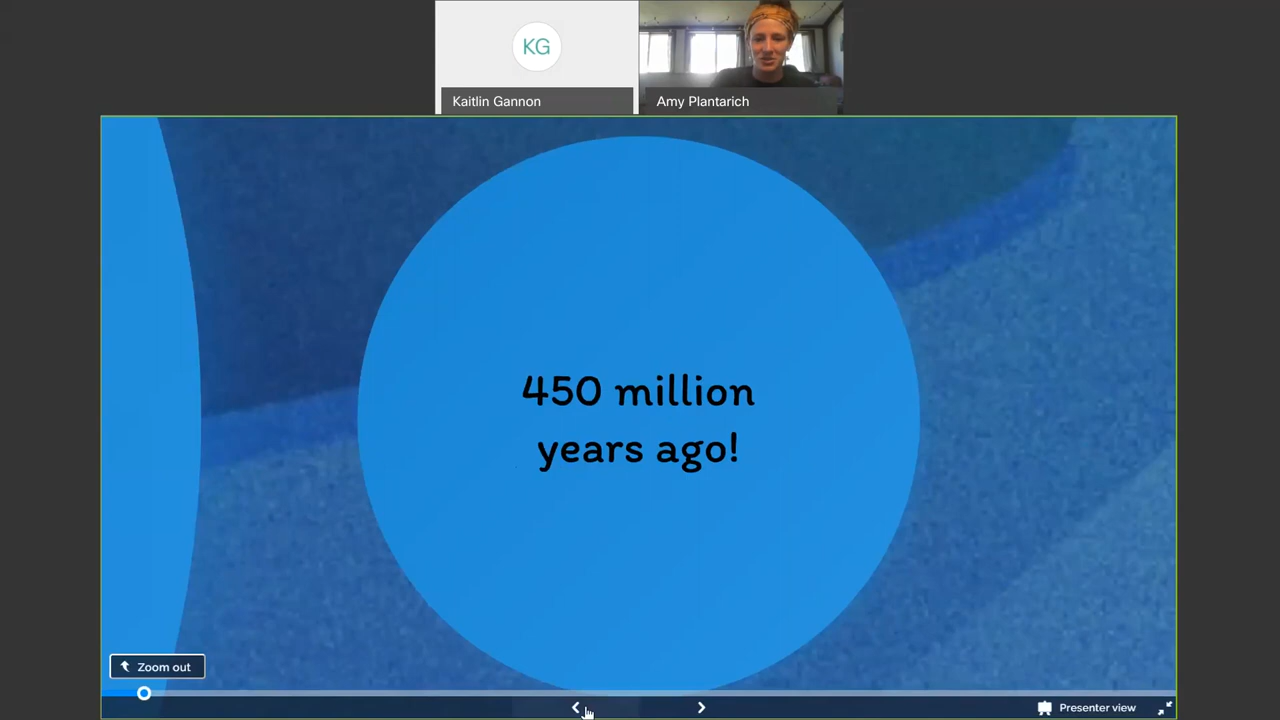 KG
Kaitlin Gannon
Amy Plantarich
450 million
years ago!
Zoom out
Presenter view